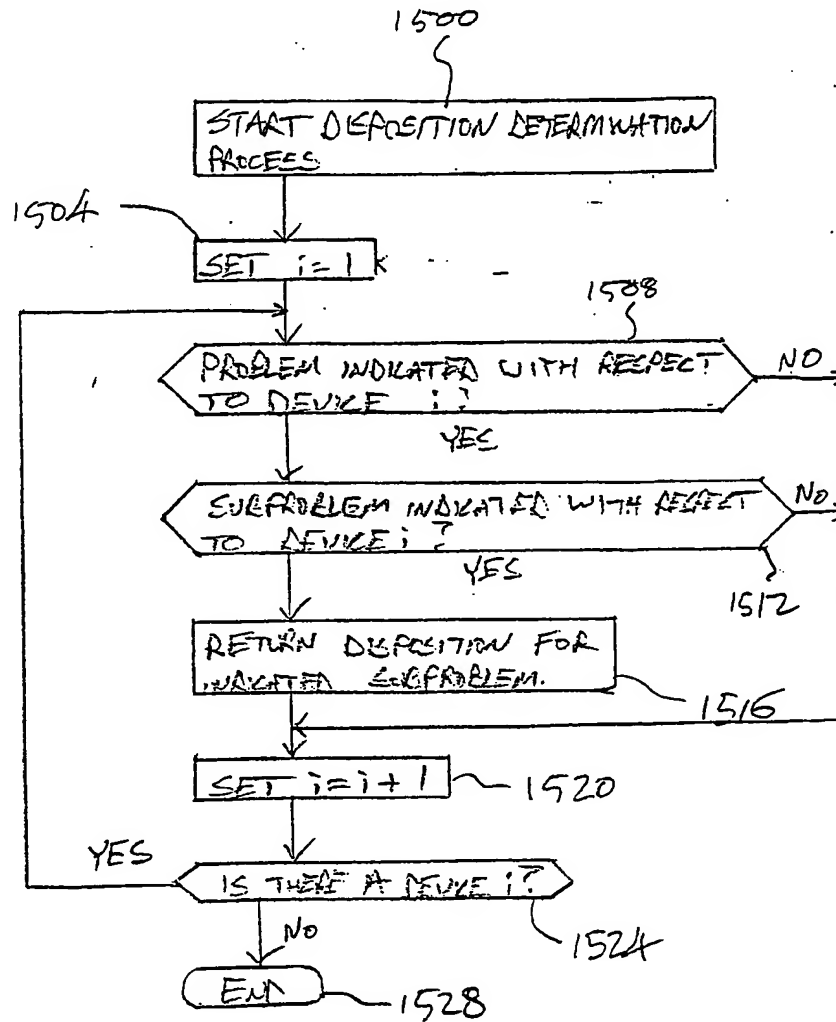 1500
START DISPOSITION DETERMINATION
PROCESS
1504
SET i = 1
1508
PROBLEM INDICATED WITH RESPECT
TO DEVICE i?
NO
YES
SUBPROBLEM INDICATED WITH RESPECT
TO DEVICE i?
NO
YES
1512
RETURN DISPOSITION FOR
INDICATED SUBPROBLEM.
1516
SET i = i + 1
1520
YES
IS THERE A DEVICE i?
1524
NO
END
1528